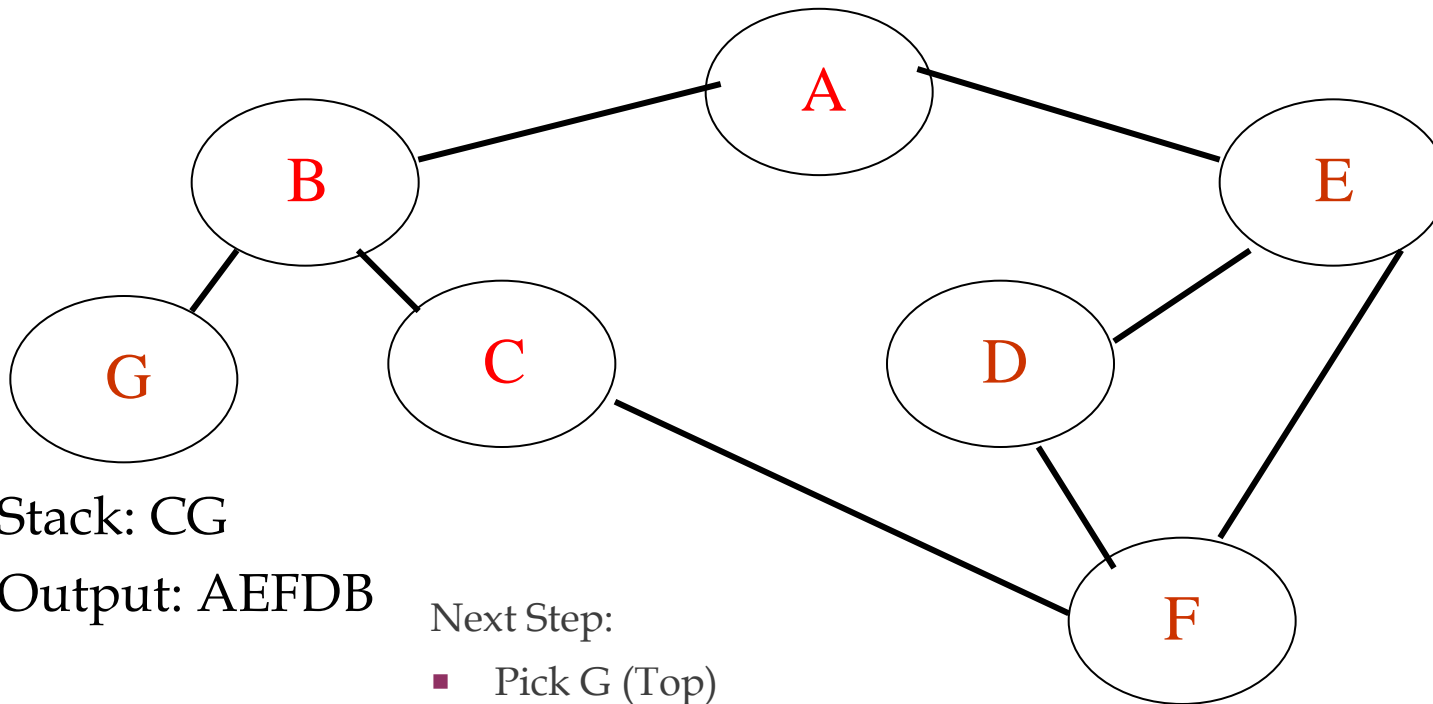 A
B
E
G
C
D
Stack: CG
Output: AEFDB
Next Step:
F
▪ Pick G (Top)